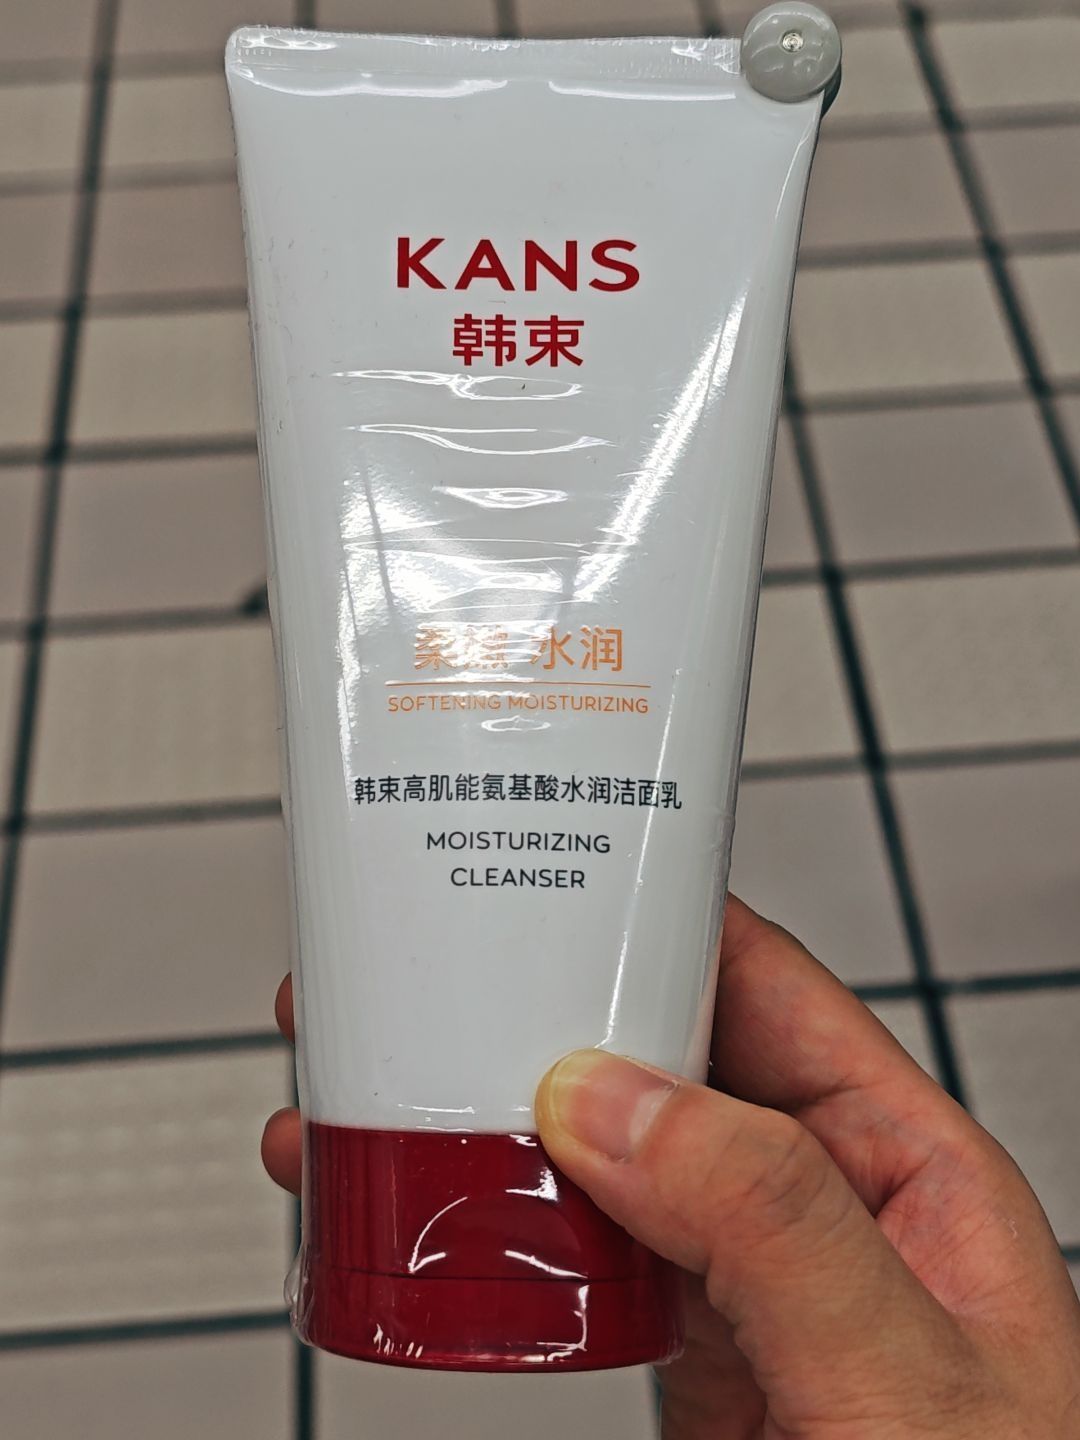 KANS
韩束
柔嫩 水润
SOFTENING MOISTURIZING
韩束高肌能氨基酸水润洁面乳
MOISTURIZING
CLEANSER